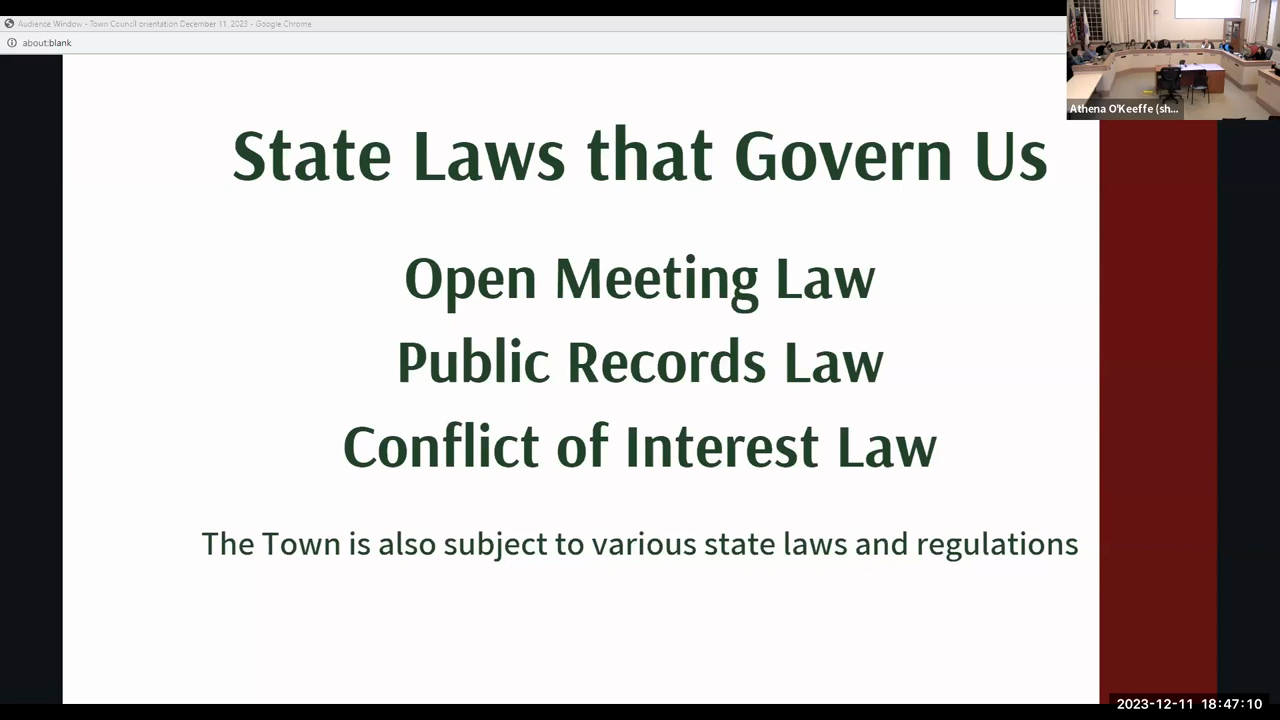 Audience Window - Town Council orientation December 11, 2023 - Google Chrome
about:blank
Athena O'Keeffe (sh...
State Laws that Govern Us
Open Meeting Law
Public Records Law
Conflict of Interest Law
The Town is also subject to various state laws and regulations
2023-12-11 18:47:10